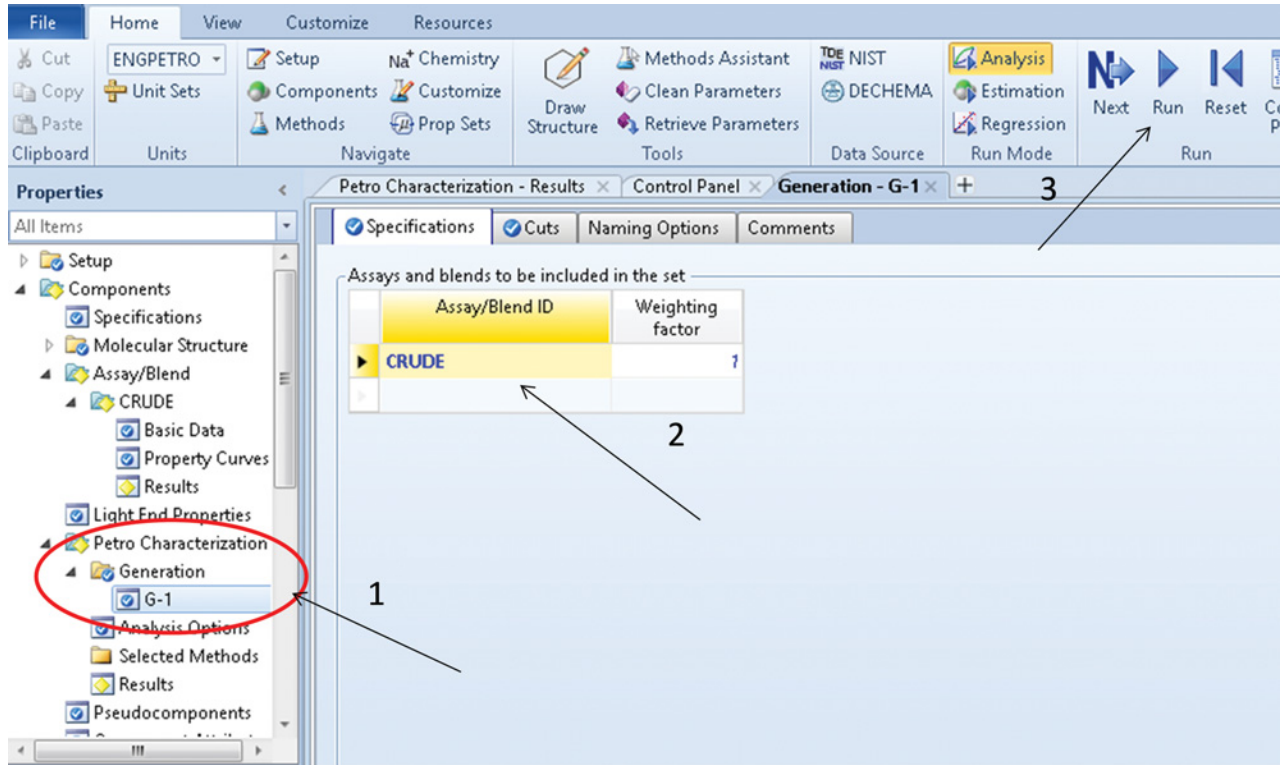 File Home View Customize Resources
Cut ENGPETRO Setup Na+ Chemistry Methods Assistant TDE NIST NIST Analysis
Copy Unit Sets Components Customize Clean Parameters DECHEMA Estimation
Paste Methods Prop Sets Draw Structure Retrieve Parameters Regression
N Next Run Reset
Clipboard Units Navigate Tools Data Source Run Mode Run
Properties
Petro Characterization - Results Control Panel Generation - G-1 +
3
All Items
Specifications Cuts Naming Options Comments
Setup
Components
Specifications
Molecular Structure
Assay/Blend
CRUDE
Basic Data
Property Curves
Results
Light End Properties
Petro Characterization
Generation
G-1
Analysis Options
Selected Methods
Results
Pseudocomponents
Assays and blends to be included in the set
Assay/Blend ID Weighting
factor
CRUDE 1
2
1